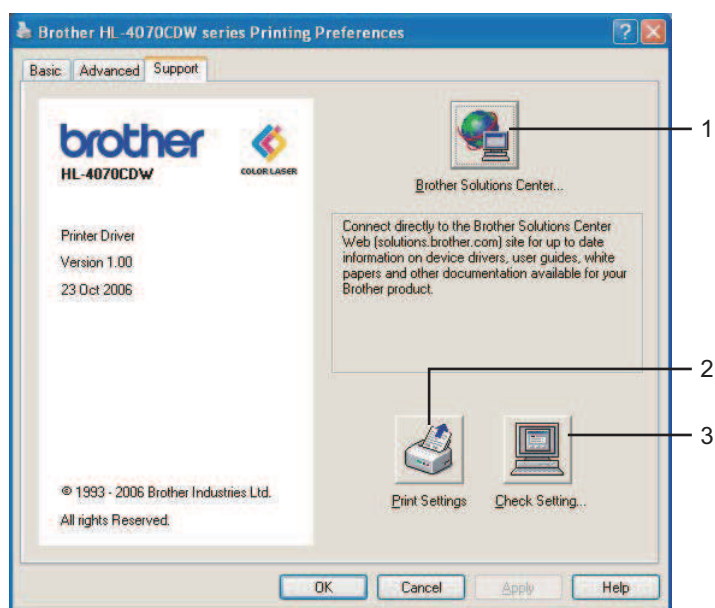 Brother HL-4070CDW series Printing Preferences
Basic Advanced Support
brother
HL-4070CDW
COLOR LASER
Printer Driver
Version 1.00
23 Oct 2006
© 1993 - 2006 Brother Industries Ltd.
All rights Reserved.
1
Brother Solutions Center...
Connect directly to the Brother Solutions Center
Web (solutions.brother.com) site for up to date
information on device drivers, user guides, white
papers and other documentation available for your
Brother product.
2
3
Print Settings
Check Setting...
OK Cancel Apply Help